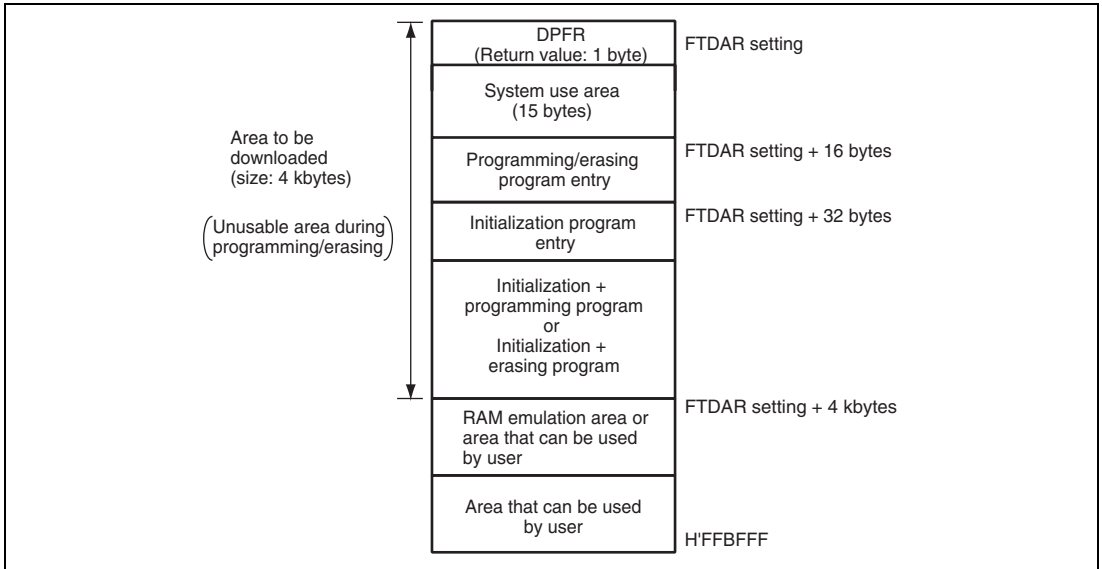 DPFR
(Return value: 1 byte)
FTDAR setting
System use area
(15 bytes)
Area to be
downloaded
(size: 4 kbytes)
(Unusable area during
programming/erasing)
FTDAR setting + 16 bytes
Programming/erasing
program entry
FTDAR setting + 32 bytes
Initialization program
entry
Initialization +
programming program
or
Initialization +
erasing program
FTDAR setting + 4 kbytes
RAM emulation area or
area that can be used
by user
Area that can be used
by user
H'FFBFFF